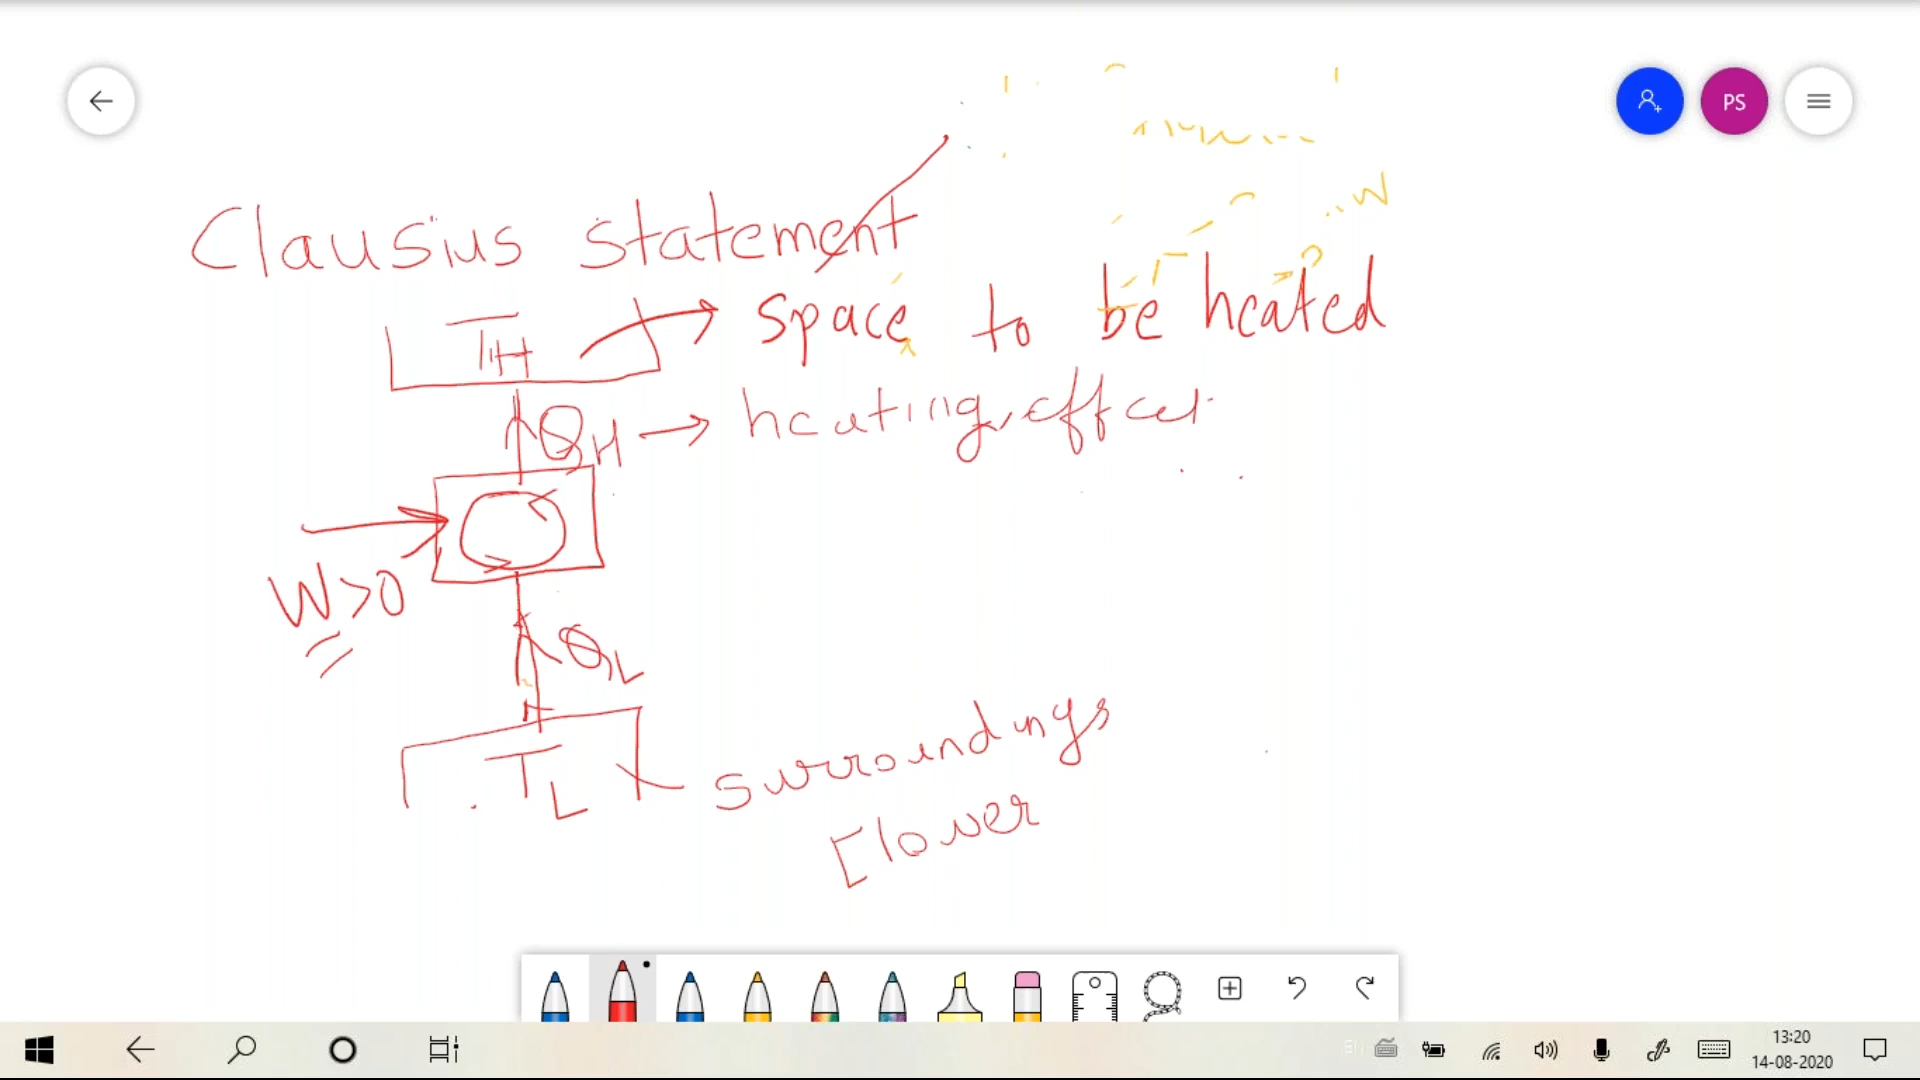 PS
Clausius statement
TH → space to be heated
QH → heating effect
W>0
QL
TL surroundings
[lower
13:20
14-08-2020